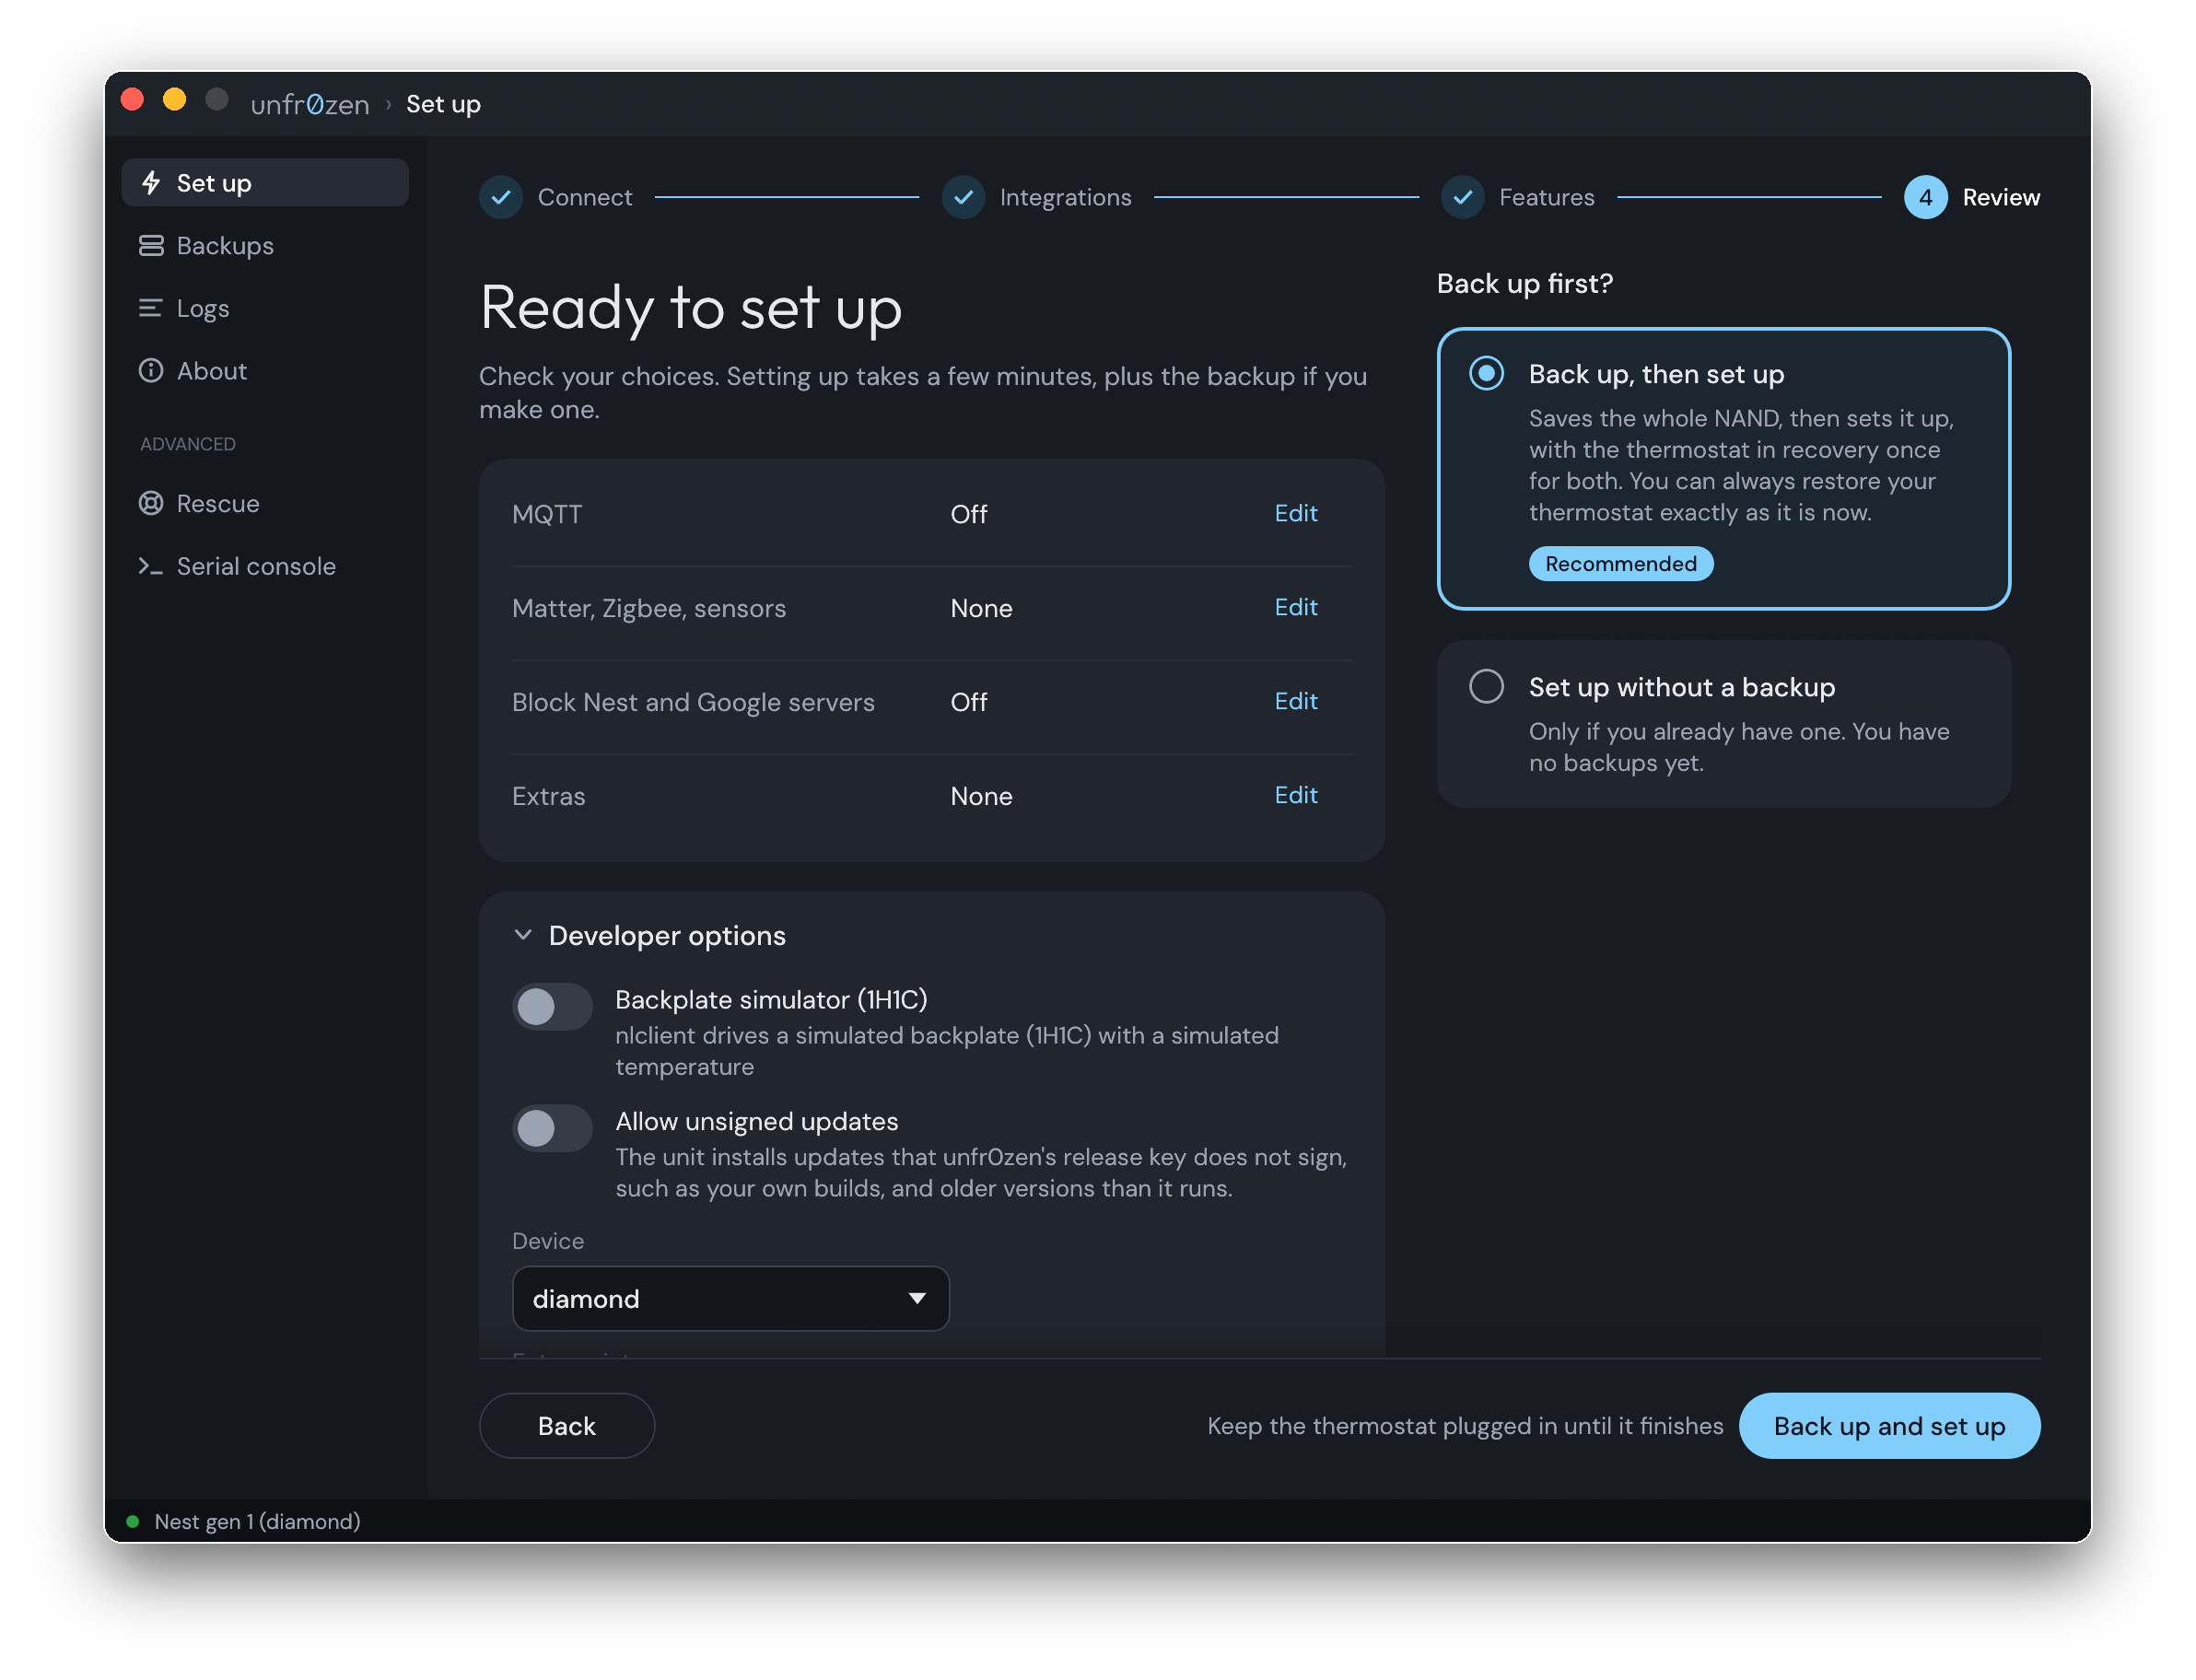 unfr0zen › Set up
Set up
Backups
Logs
About
ADVANCED
Rescue
Serial console
Connect
Integrations
Features
4 Review
Ready to set up
Check your choices. Setting up takes a few minutes, plus the backup if you
make one.
MQTT Off Edit
Matter, Zigbee, sensors None Edit
Block Nest and Google servers Off Edit
Extras None Edit
Developer options
Backplate simulator (1H1C)
nlclient drives a simulated backplate (1H1C) with a simulated
temperature
Allow unsigned updates
The unit installs updates that unfr0zen's release key does not sign,
such as your own builds, and older versions than it runs.
Device
diamond
Back up first?
Back up, then set up
Saves the whole NAND, then sets it up,
with the thermostat in recovery once
for both. You can always restore your
thermostat exactly as it is now.
Recommended
Set up without a backup
Only if you already have one. You have
no backups yet.
Back
Keep the thermostat plugged in until it finishes
Back up and set up
Nest gen 1 (diamond)